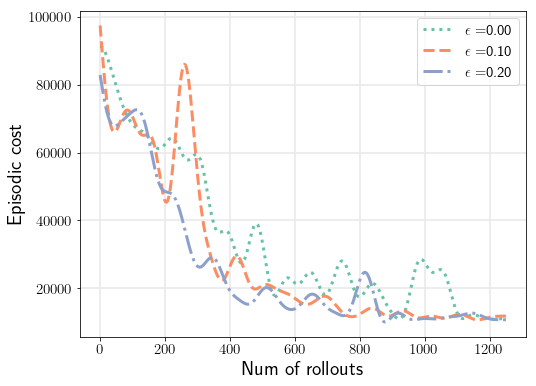 100000
80000
60000
40000
20000
Episodic cost
ϵ =0.00
ϵ =0.10
ϵ =0.20
0 200 400 600 800 1000 1200
Num of rollouts